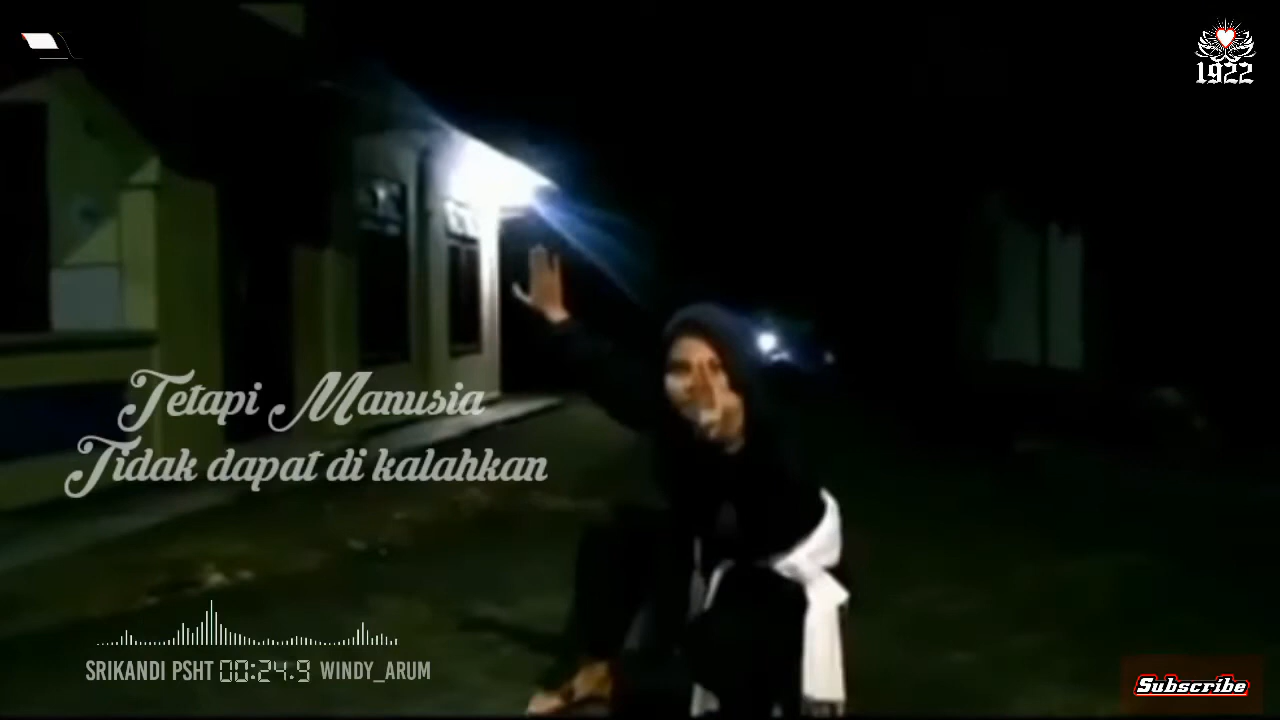 1922
Tetapi Manusia
Tidak dapat di kalahkan
SRIKANDI PSHT 00:24.9 WINDY_ARUM
Subscribe